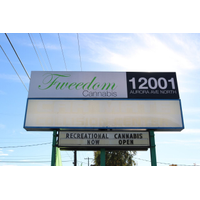 Fweedom
Cannabis
12001
AURORA AVE NORTH
RECREATIONAL CANNABIS
NOW OPEN